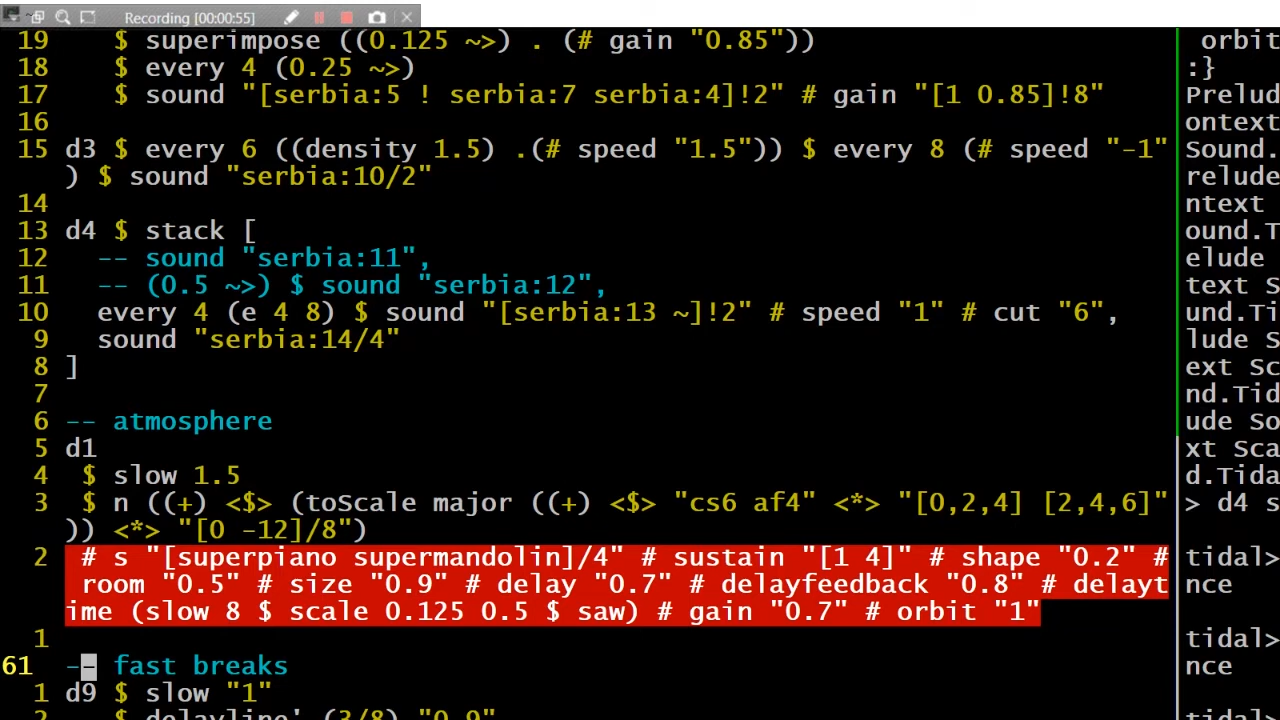 Recording [00:00:55]
19 $ superimpose ((0.125 ~>) . (# gain "0.85"))
18 $ every 4 (0.25 ~>)
17 $ sound "[serbia:5 ! serbia:7 serbia:4]!2" # gain "[1 0.85]!8"
16
15 d3 $ every 6 ((density 1.5) .(# speed "1.5")) $ every 8 (# speed "-1"
) $ sound "serbia:10/2"
14
13 d4 $ stack [
12 -- sound "serbia:11",
11 -- (0.5 ~>) $ sound "serbia:12",
10 every 4 (e 4 8) $ sound "[serbia:13 ~]!2" # speed "1" # cut "6",
9 sound "serbia:14/4"
8 ]
7
6 -- atmosphere
5 d1
4 $ slow 1.5
3 $ n ((+) <$> (toScale major ((+) <$> "cs6 af4" <*> "[0,2,4] [2,4,6]"
)) <*> "[0 -12]/8")
2 # s "[superpiano supermandolin]/4" # sustain "[1 4]" # shape "0.2" #
room "0.5" # size "0.9" # delay "0.7" # delayfeedback "0.8" # delayt
ime (slow 8 $ scale 0.125 0.5 $ saw) # gain "0.7" # orbit "1"
1
61 -- fast breaks
1 d9 $ slow "1"
2 $ delayline' (3/8) "0.9"
orbit
:}
Prelud
ontext
Sound.
relude
ntext
ound.T
elude
text S
und.Ti
lude S
ext Sc
nd.Tid
ude So
xt Sca
d.Tida
> d4 s
tidal>
nce
tidal>
nce
tidal>